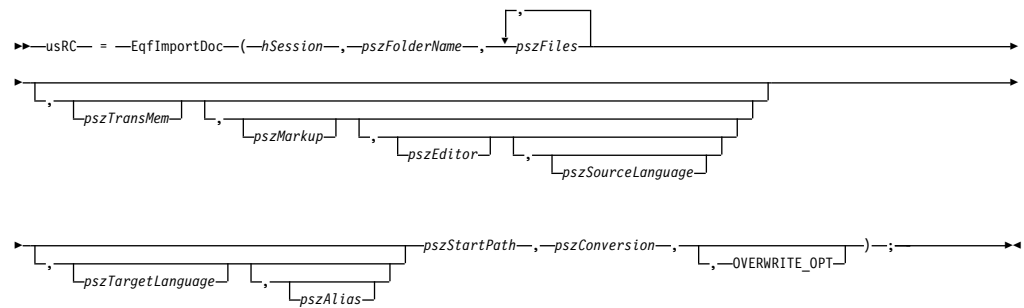 ,
usRC = EqfImportDoc ( hSession , pszFolderName , pszFiles
, pszTransMem , pszMarkup , pszEditor , pszSourceLanguage
, pszTargetLanguage , pszAlias pszStartPath , pszConversion , , OVERWRITE_OPT ) ;